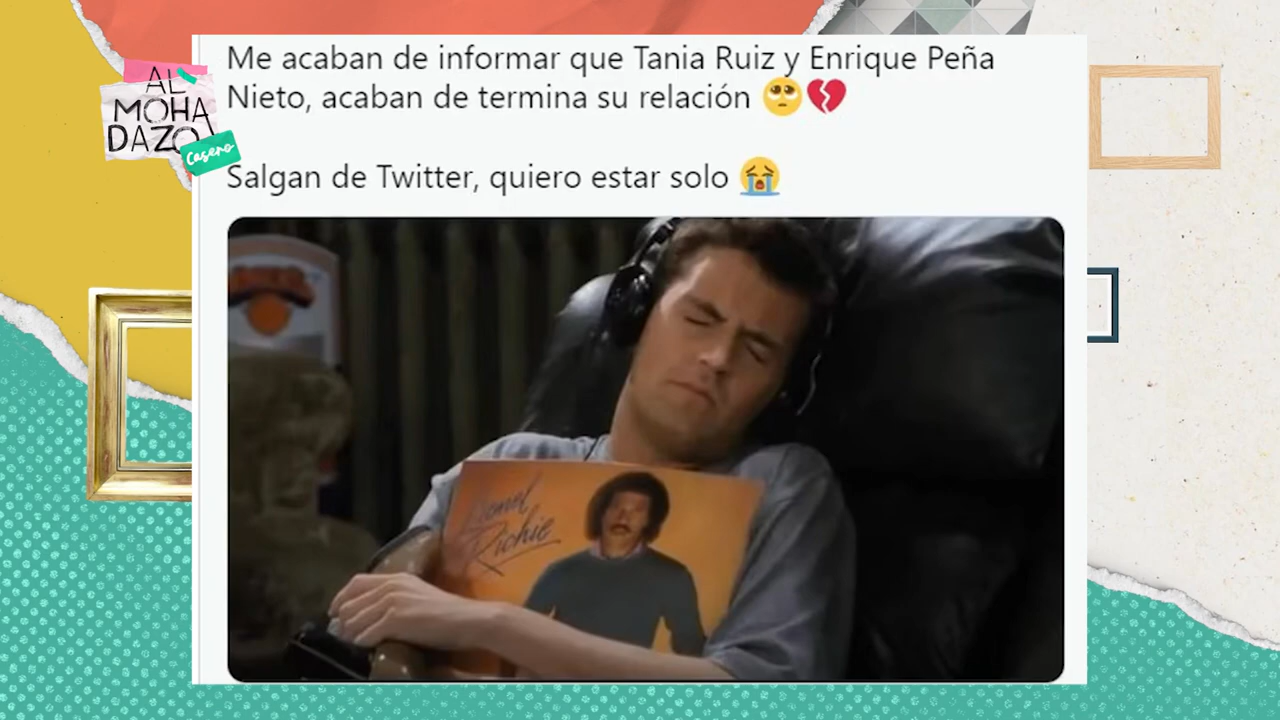 AL
MOHA
DAZO
Casero
Me acaban de informar que Tania Ruiz y Enrique Peña
Nieto, acaban de termina su relación 🥺💔
Salgan de Twitter, quiero estar solo 😭
Lionel
Richie